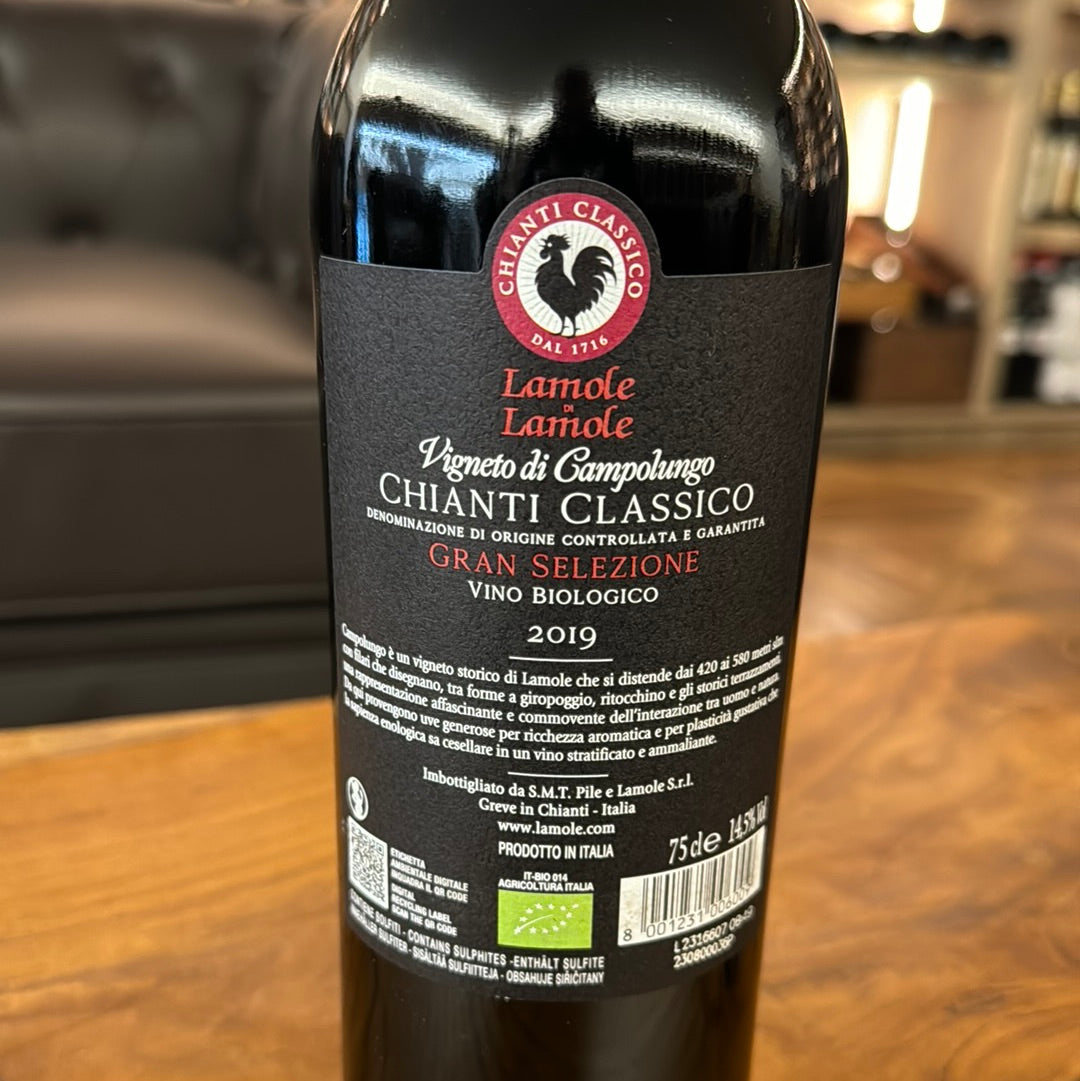 CHIANTI CLASSICO
DAL 1716
Lamole
DI
Lamole
Vigneto di Campolungo
CHIANTI CLASSICO
DENOMINAZIONE DI ORIGINE CONTROLLATA E GARANTITA
GRAN SELEZIONE
VINO BIOLOGICO
2019
Campolungo è un vigneto storico di Lamole che si distende dai 420 ai 580 metri slm
con filari che disegnano, tra forme a giropoggio, ritocchino e gli storici terrazzamenti,
una rappresentazione affascinante e commovente dell'interazione tra uomo e natura.
Da qui provengono uve generose per ricchezza aromatica e per plasticità gustativa che
la sapienza enologica sa cesellare in un vino stratificato e ammaliante.
Imbottigliato da S.M.T. Pile e Lamole S.r.l.
Greve in Chianti - Italia
www.lamole.com
PRODOTTO IN ITALIA
75 cl e 14,5% Vol
ETICHETTA
AMBIENTALE DIGITALE
INQUADRA IL QR CODE
DIGITAL
RECYCLING LABEL
SCAN THE QR CODE
IT-BIO 014
AGRICOLTURA ITALIA
8 001231 00600
L2316607 0849
230800036P
CONTIENE SOLFITI - CONTAINS SULPHITES - ENTHÄLT SULFITE
INNEHÅLLER SULFITER - SISÄLTÄÄ SULFIITTEJA - OBSAHUJE SIŘIČITANY